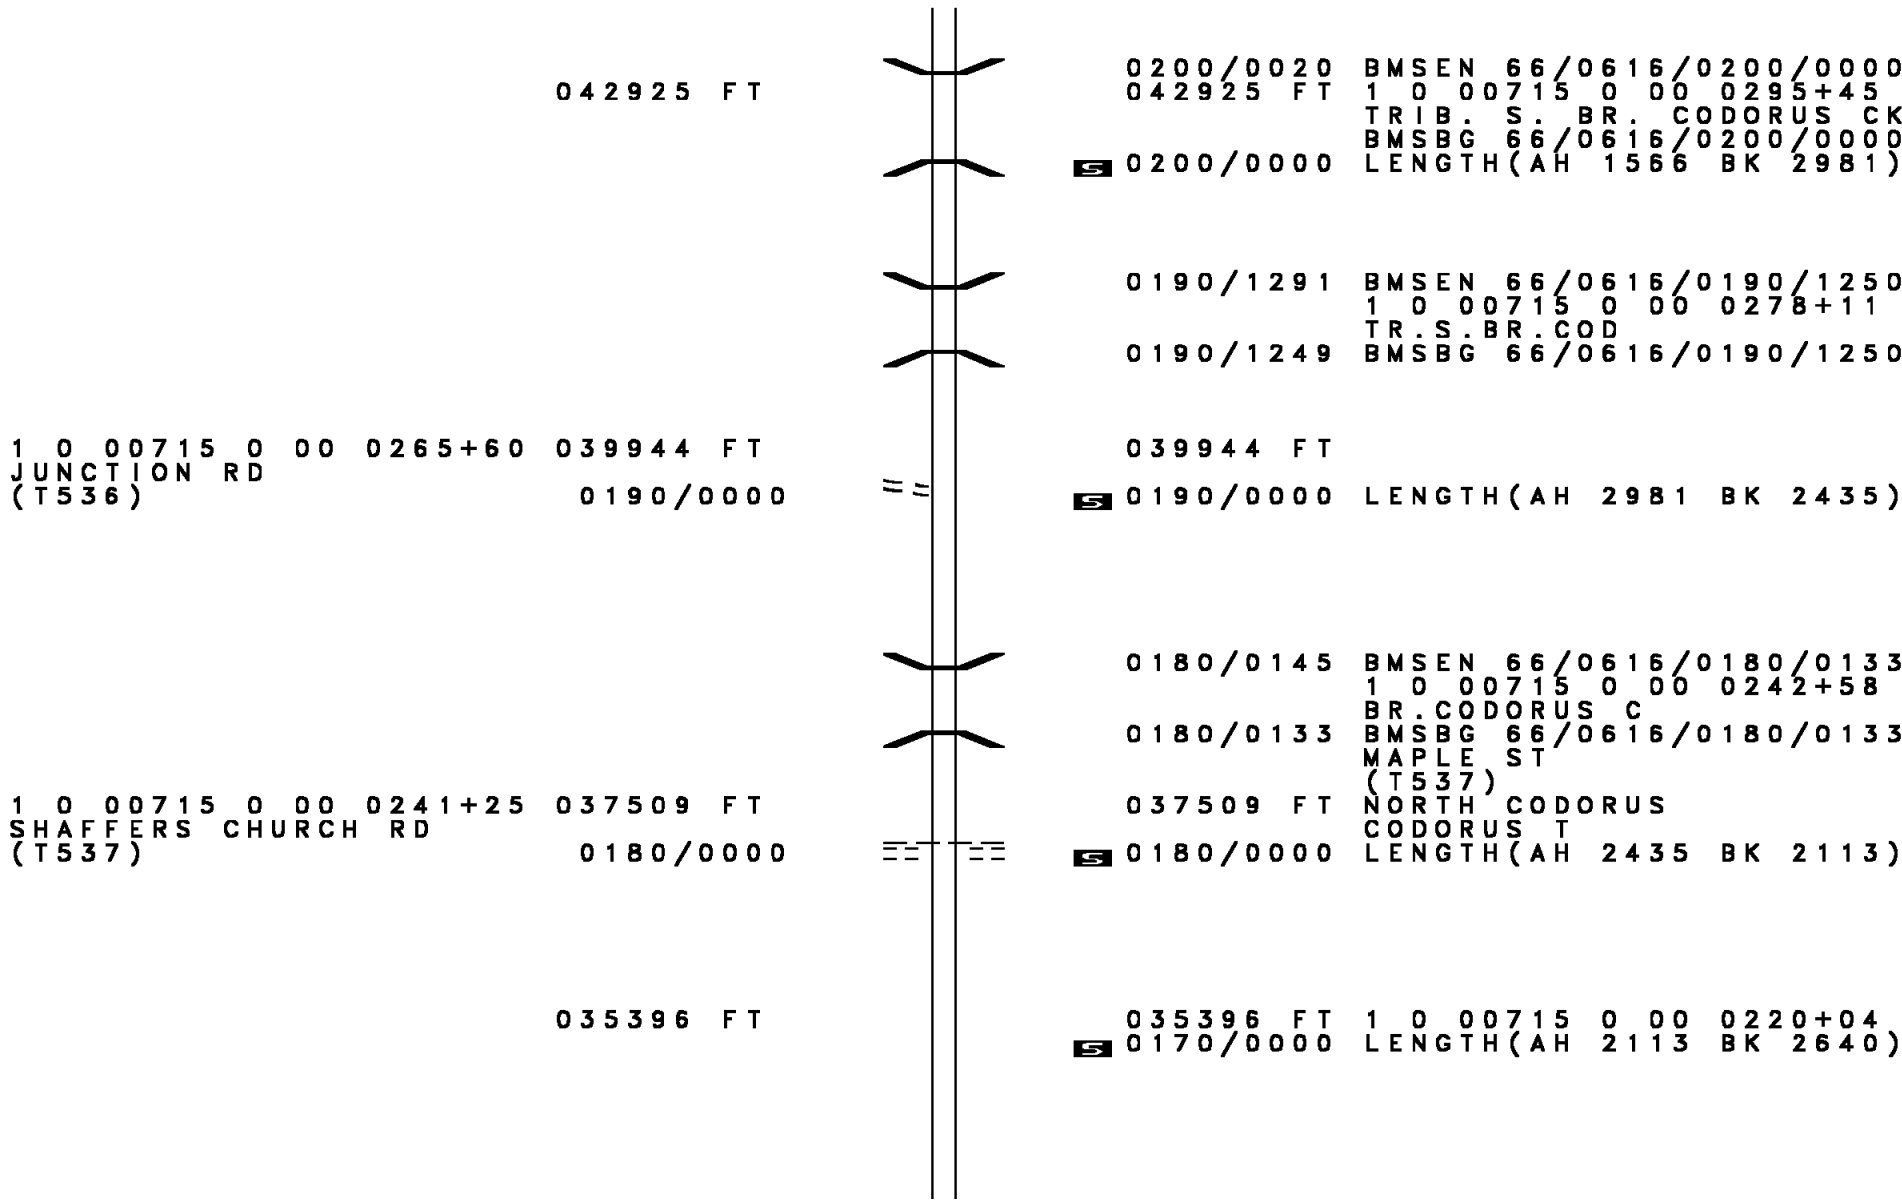 0200/0020 BMSEN 66/0616/0200/0000
042925 FT 042925 FT 1 0 00715 0 00 0295+45
TRIB. S. BR. CODORUS CK
BMSBG 66/0616/0200/0000
S 0200/0000 LENGTH(AH 1566 BK 2981)
0190/1291 BMSEN 66/0616/0190/1250
1 0 00715 0 00 0278+11
TR.S.BR.COD
0190/1249 BMSBG 66/0616/0190/1250
1 0 00715 0 00 0265+60 039944 FT 039944 FT
JUNCTION RD
(T536) 0190/0000 S 0190/0000 LENGTH(AH 2981 BK 2435)
0180/0145 BMSEN 66/0616/0180/0133
1 0 00715 0 00 0242+58
BR.CODORUS C
0180/0133 BMSBG 66/0616/0180/0133
MAPLE ST
(T537)
1 0 00715 0 00 0241+25 037509 FT 037509 FT NORTH CODORUS
SHAFFERS CHURCH RD CODORUS T
(T537) 0180/0000 S 0180/0000 LENGTH(AH 2435 BK 2113)
035396 FT 035396 FT 1 0 00715 0 00 0220+04
S 0170/0000 LENGTH(AH 2113 BK 2640)